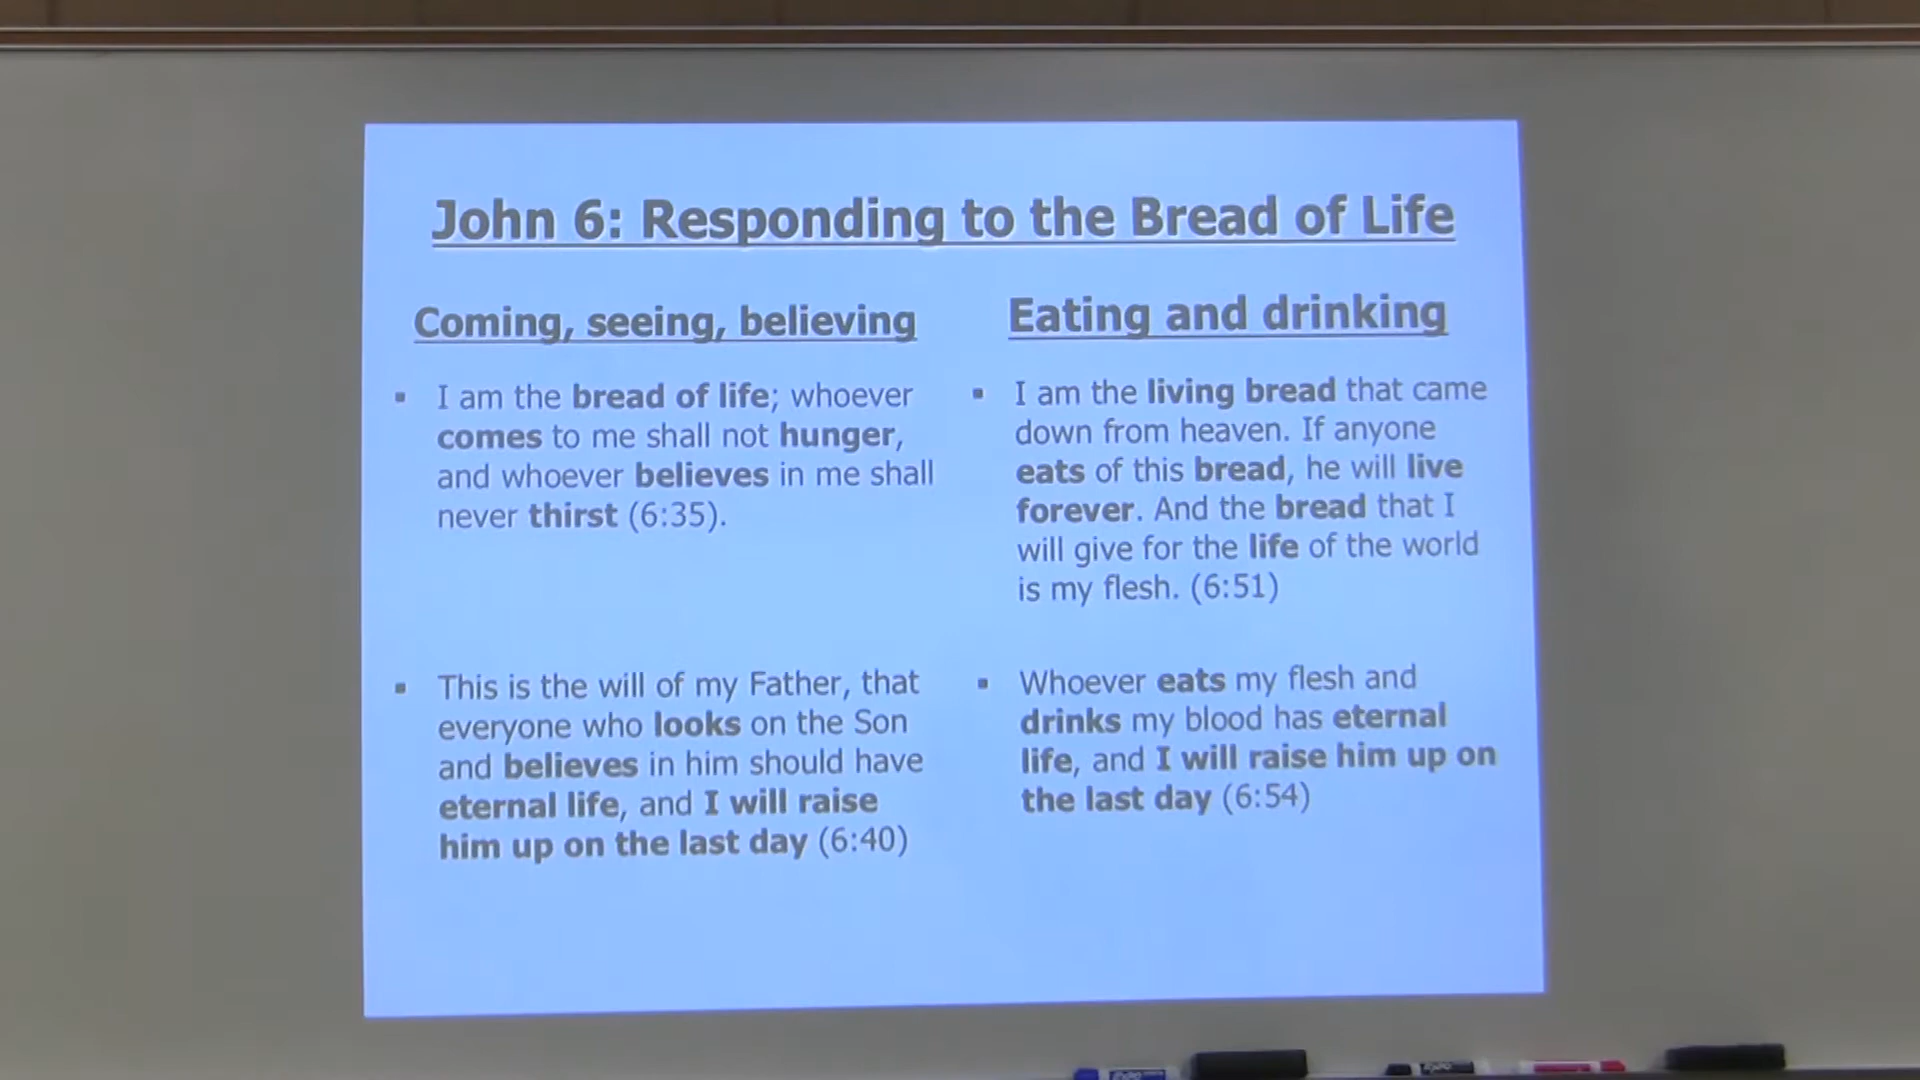 John 6: Responding to the Bread of Life
Coming, seeing, believing
▪ I am the bread of life; whoever
comes to me shall not hunger,
and whoever believes in me shall
never thirst (6:35).
▪ This is the will of my Father, that
everyone who looks on the Son
and believes in him should have
eternal life, and I will raise
him up on the last day (6:40)
Eating and drinking
▪ I am the living bread that came
down from heaven. If anyone
eats of this bread, he will live
forever. And the bread that I
will give for the life of the world
is my flesh. (6:51)
▪ Whoever eats my flesh and
drinks my blood has eternal
life, and I will raise him up on
the last day (6:54)